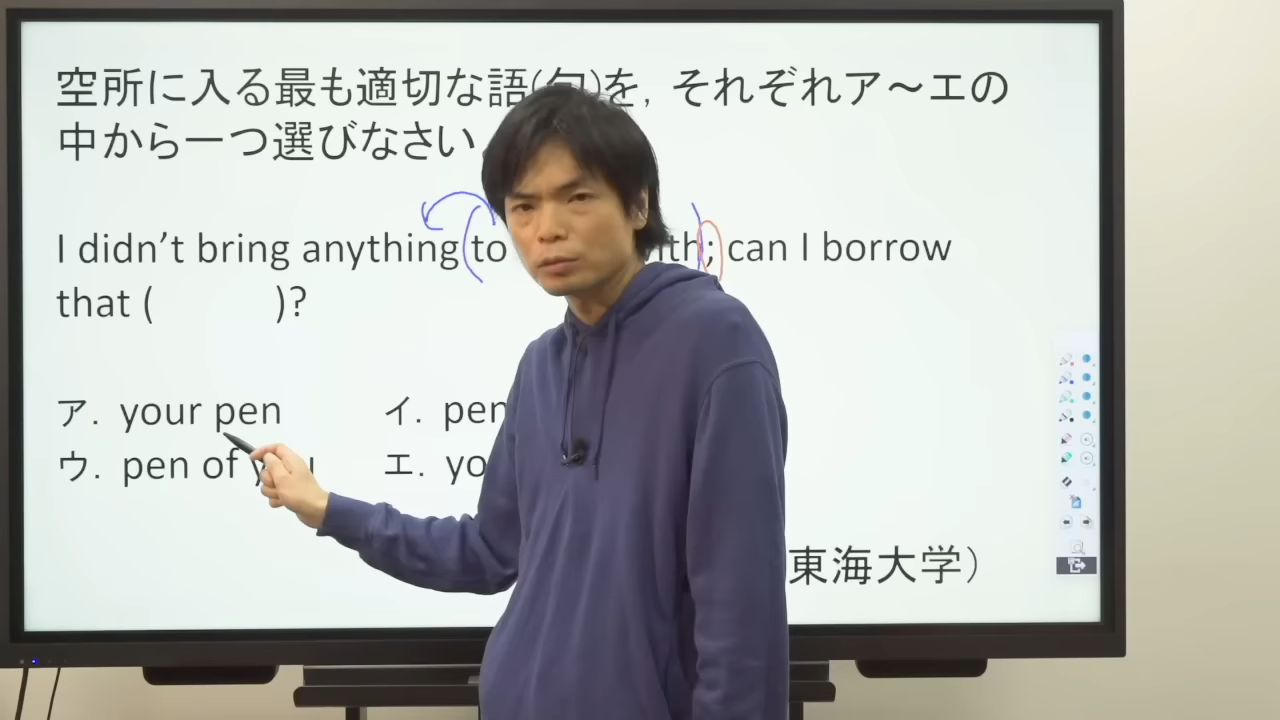 空所に入る最も適切な語(句)を, それぞれア～エの
中から一つ選びなさい
I didn't bring anything to ; can I borrow
that ( )?
ア. your pen イ. pen
ウ. pen of you エ.
東海大学)